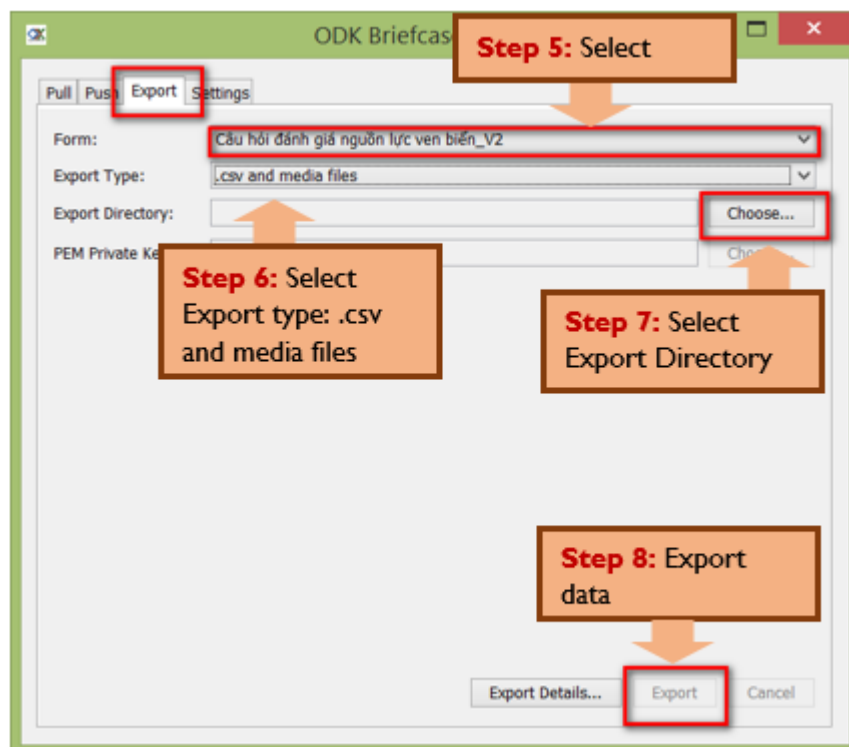 ODK Briefcas
Step 5: Select
Pull Push Export Settings
Form: Câu hỏi đánh giá nguồn lực ven biển_V2
Export Type: .csv and media files
Export Directory: Choose...
PEM Private Ke Cho
Step 6: Select
Export type: .csv
and media files
Step 7: Select
Export Directory
Step 8: Export
data
Export Details... Export Cancel